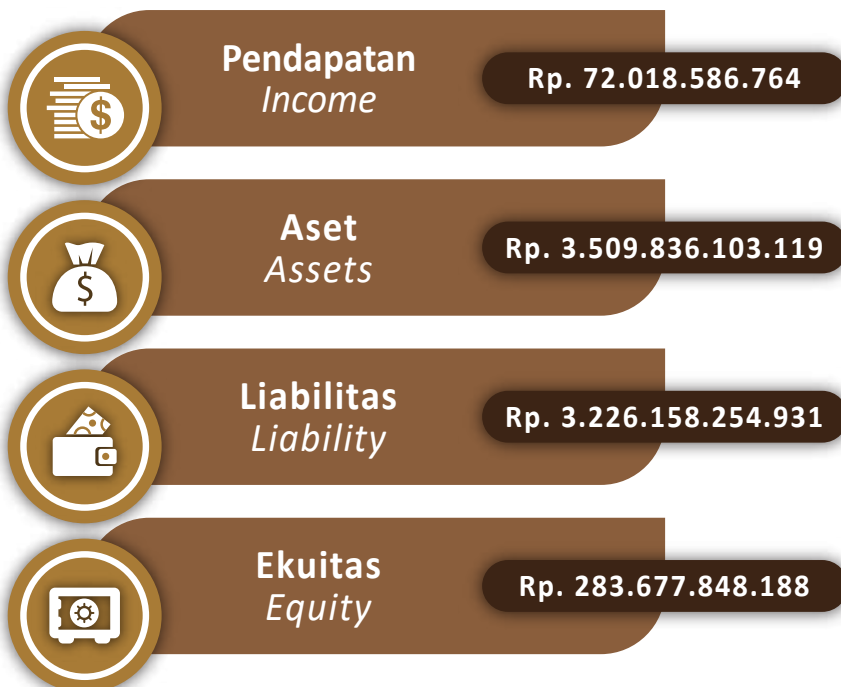 Pendapatan
Income
Rp. 72.018.586.764
Aset
Assets
Rp. 3.509.836.103.119
Liabilitas
Liability
Rp. 3.226.158.254.931
Ekuitas
Equity
Rp. 283.677.848.188